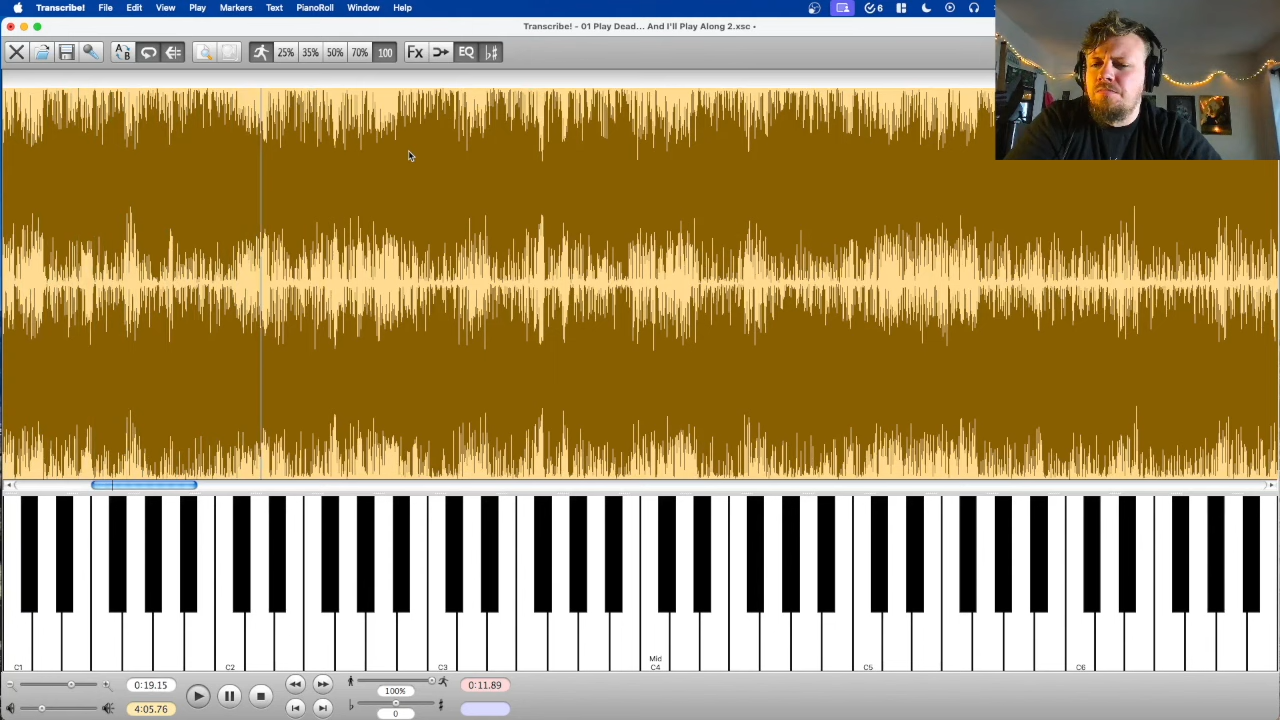 Transcribe! File Edit View Play Markers Text PianoRoll Window Help 6
Transcribe! - 01 Play Dead... And I'll Play Along 2.xsc •
A B 25% 35% 50% 70% 100 Fx EQ ♭♯
C1 C2 C3 Mid C4 C5 C6
0:19.15 100% 0:11.89
4:05.76 ♭ 0 ♯